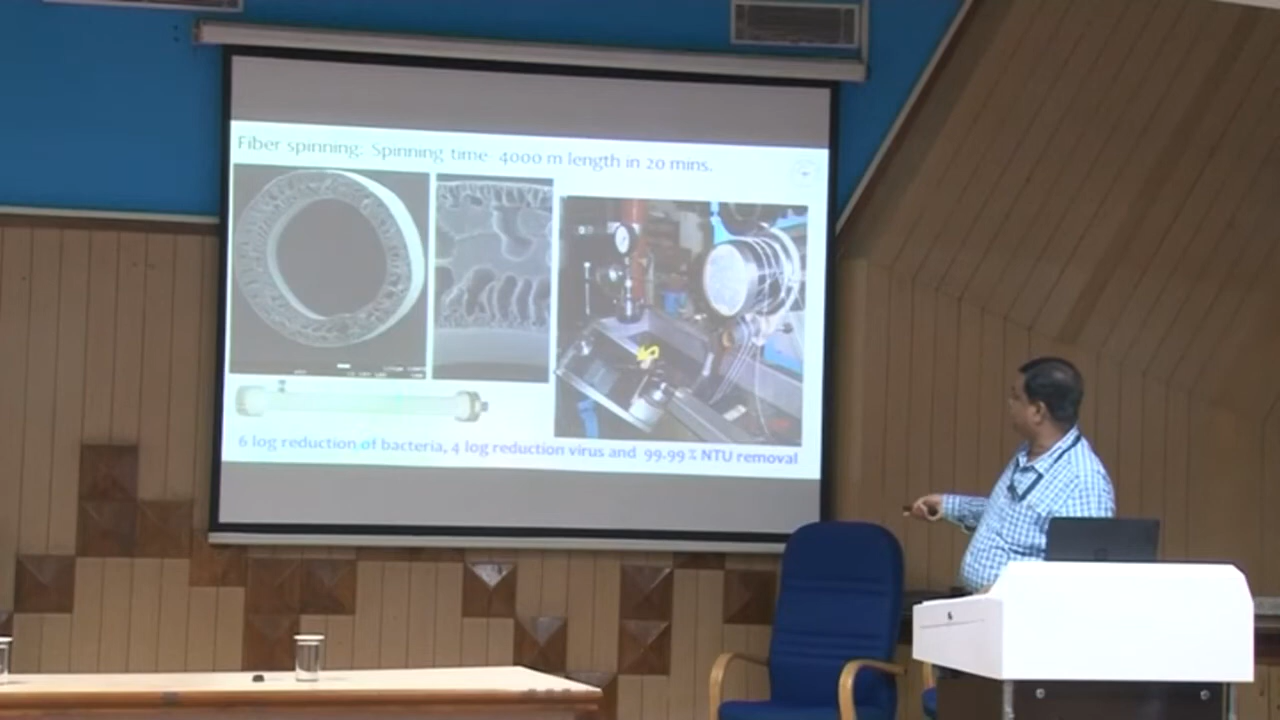 Fiber spinning: Spinning time 4000 m length in 20 mins.
6 log reduction of bacteria, 4 log reduction virus and 99.99 % NTU removal